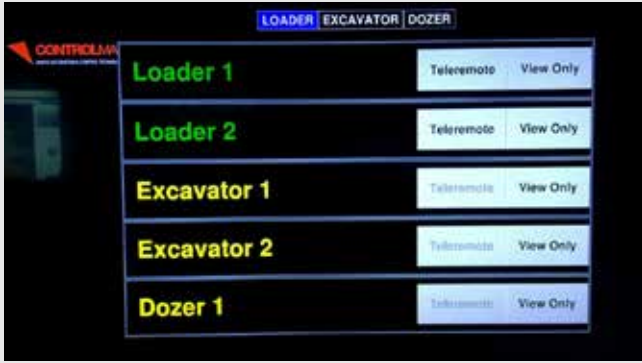 LOADER EXCAVATOR DOZER
CONTROLMA
Loader 1 Teleremote View Only
Loader 2 Teleremote View Only
Excavator 1 Teleremote View Only
Excavator 2 Teleremote View Only
Dozer 1 Teleremote View Only